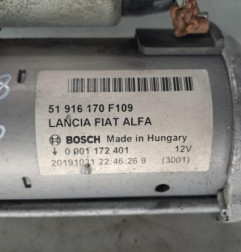 51 916 170 F109
LANCIA FIAT ALFA
BOSCH Made in Hungary
0 001 172 401 12V
20191031 22:46:26 9 (3001)